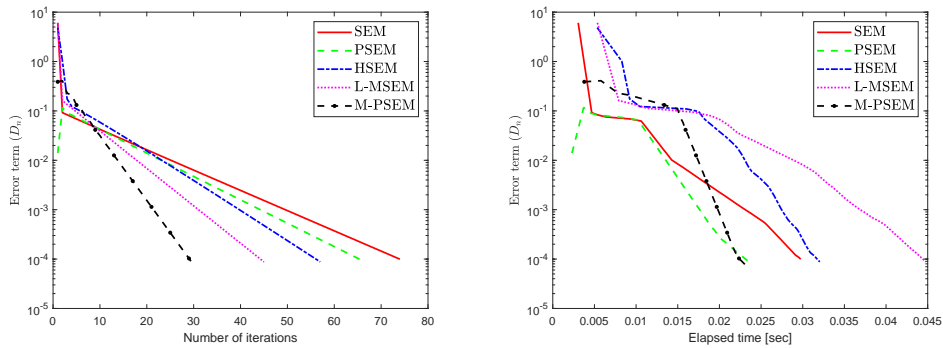 10^1
10^0
10^-1
10^-2
10^-3
10^-4
10^-5
Error term (D_n)
0 10 20 30 40 50 60 70 80
Number of iterations
SEM
PSEM
HSEM
L-MSEM
M-PSEM
10^1
10^0
10^-1
10^-2
10^-3
10^-4
10^-5
Error term (D_n)
0 0.005 0.01 0.015 0.02 0.025 0.03 0.035 0.04 0.045
Elapsed time [sec]
SEM
PSEM
HSEM
L-MSEM
M-PSEM